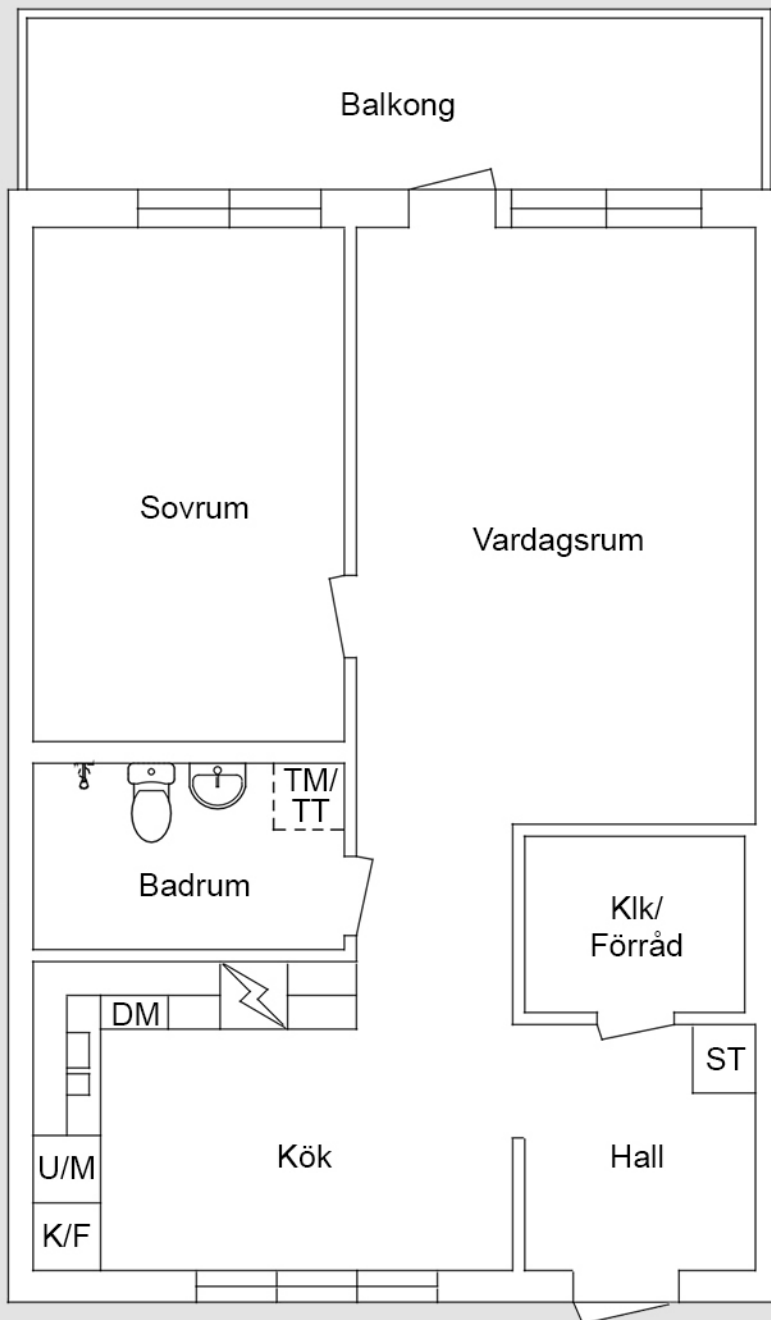 Balkong
Sovrum
Vardagsrum
TM/
TT
Badrum
Klk/
Förråd
DM
ST
U/M
Kök
Hall
K/F